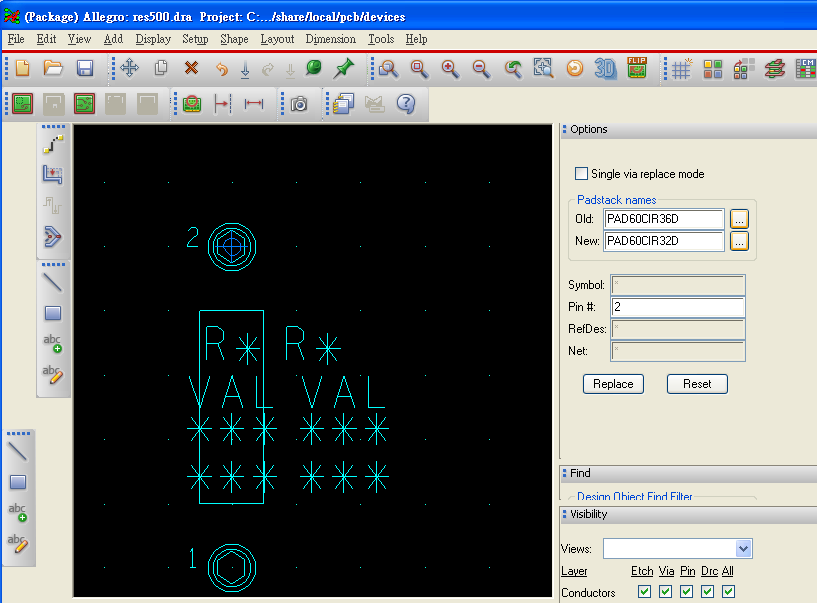 (Package) Allegro: res500.dra Project: C:.../share/local/pcb/devices
File Edit View Add Display Setup Shape Layout Dimension Tools Help
3D FLIP CM
abc
abc
abc
abc
2
R* R*
VAL VAL
*** ***
*** ***
1
Options
Single via replace mode
Padstack names
Old: PAD60CIR36D ...
New: PAD60CIR32D ...
Symbol: *
Pin #: 2
RefDes: *
Net: *
Replace Reset
Find
Design Object Find Filter
Visibility
Views:
Layer Etch Via Pin Drc All
Conductors